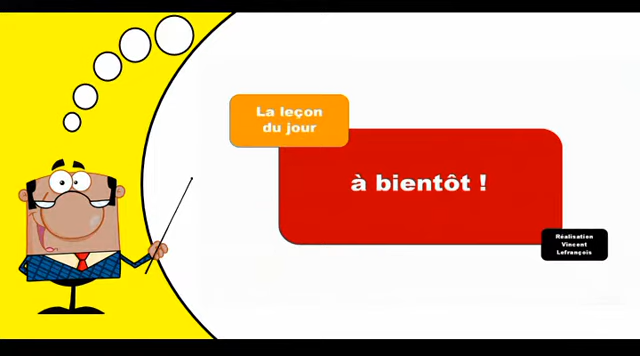 La leçon
du jour
à bientôt !
Réalisation
Vincent
Lefrançois